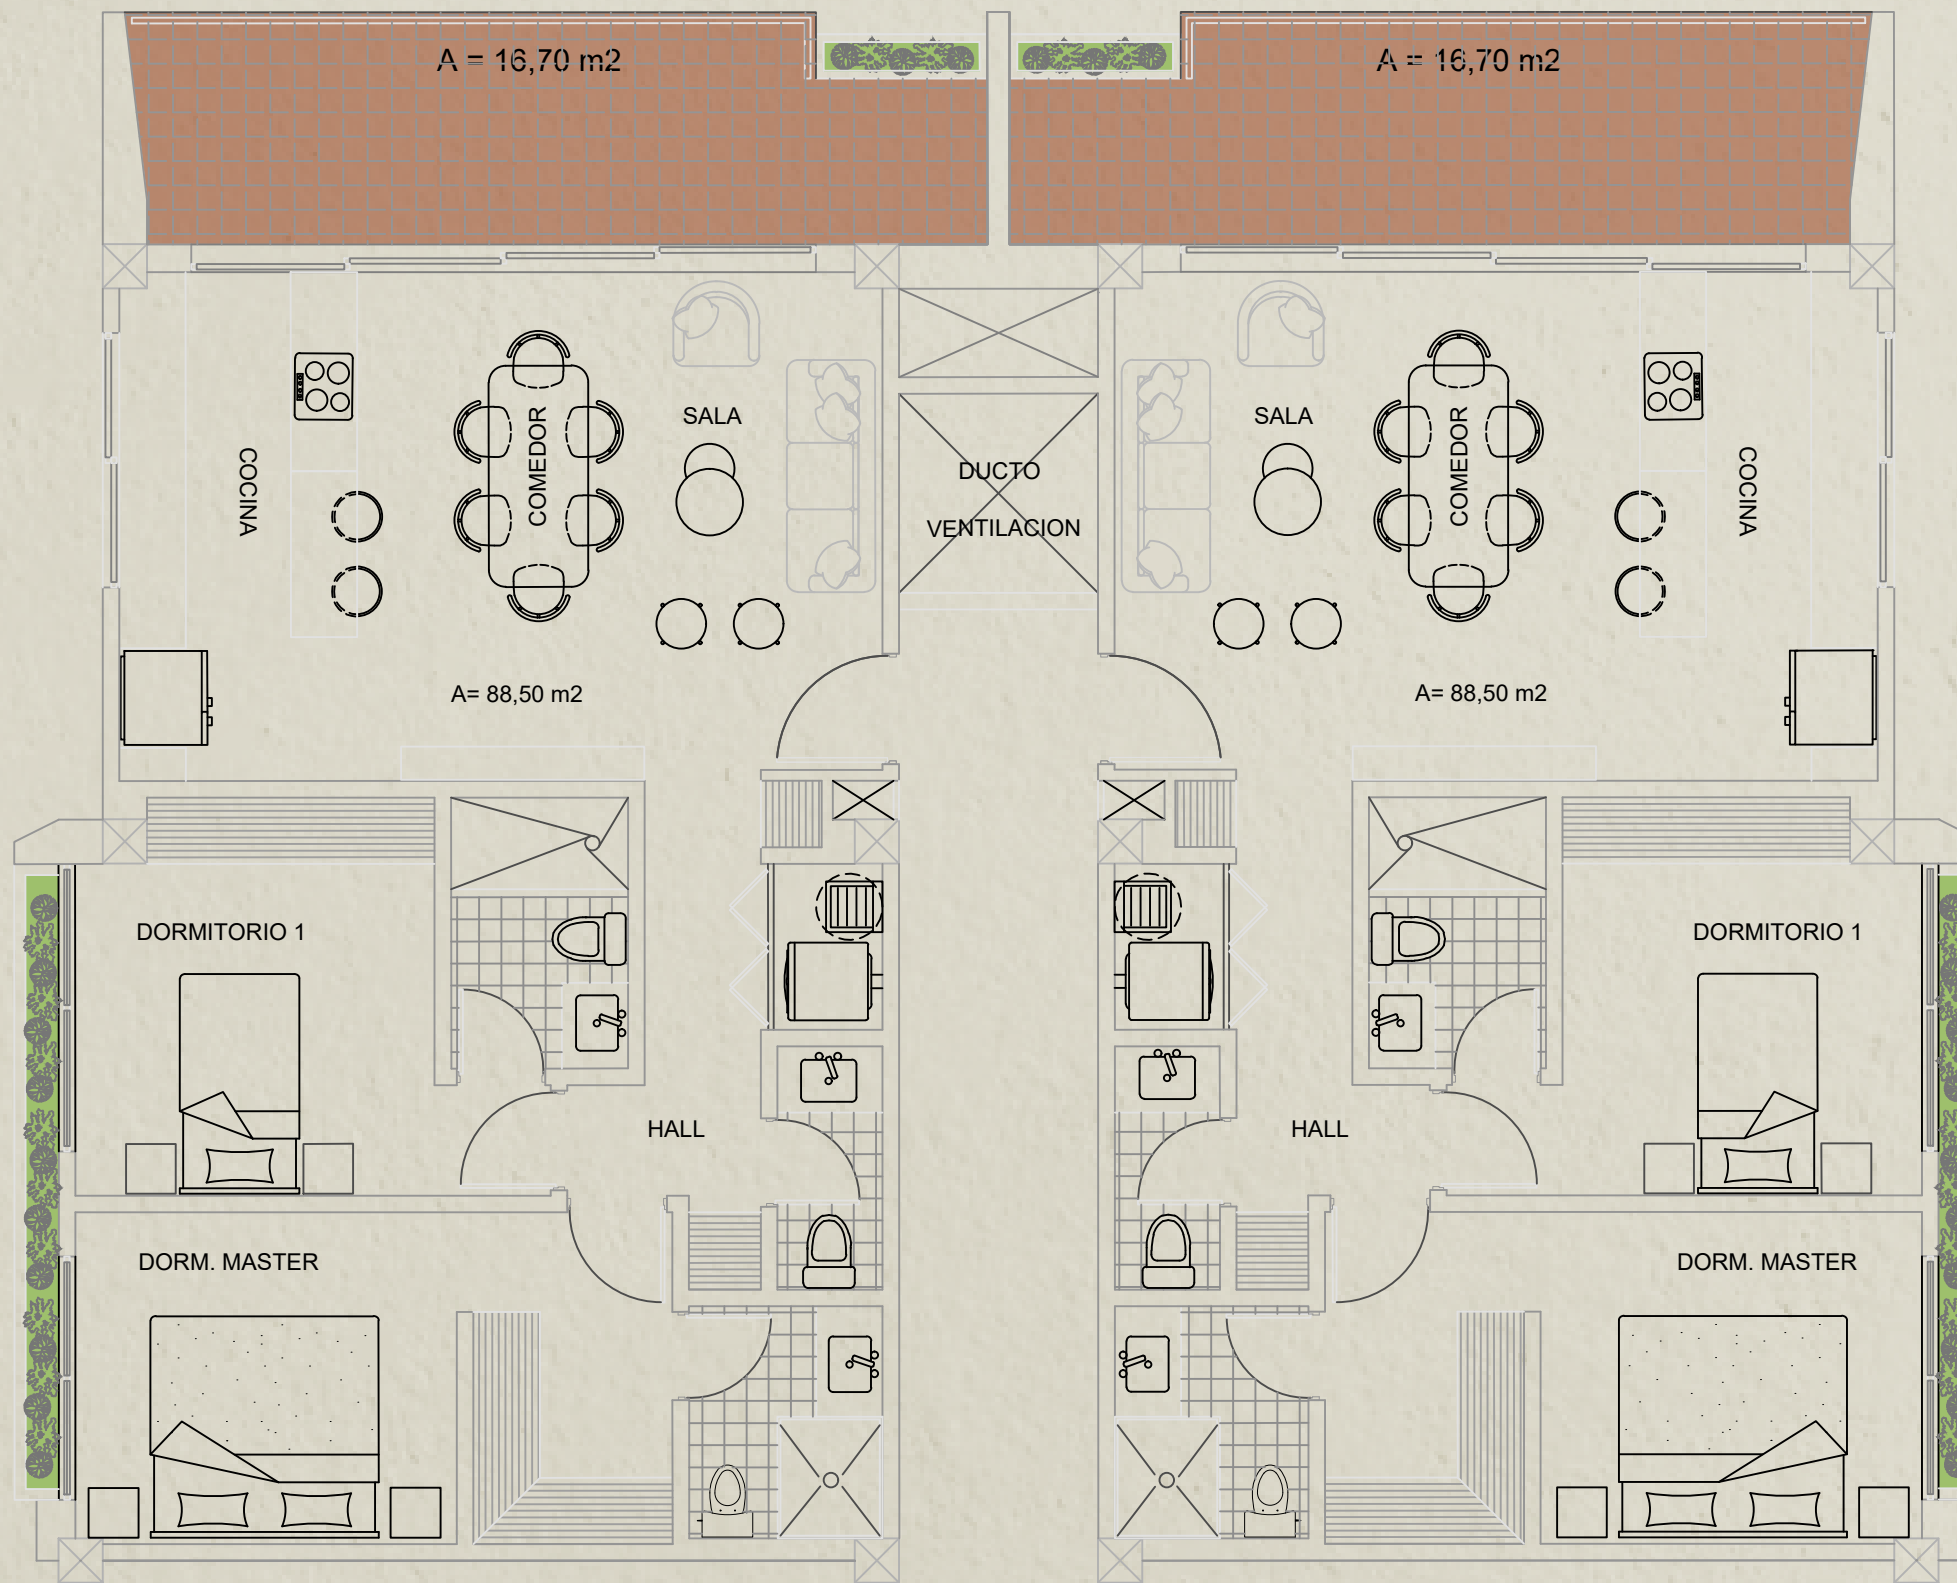 A = 16,70 m2
A = 16,70 m2
SALA
SALA
COCINA
COMEDOR
DUCTO
VENTILACION
COMEDOR
COCINA
A= 88,50 m2
A= 88,50 m2
DORMITORIO 1
DORMITORIO 1
HALL
HALL
DORM. MASTER
DORM. MASTER